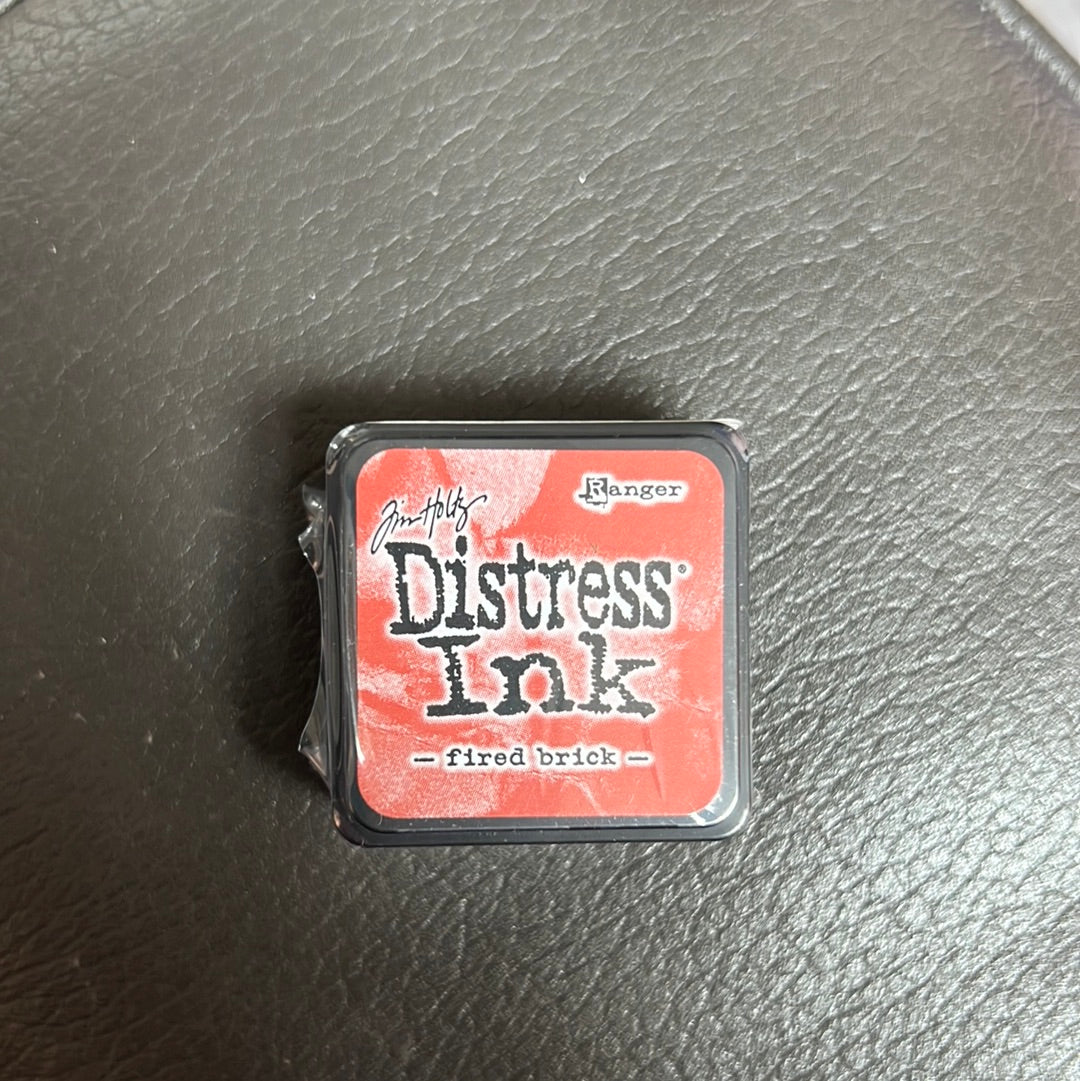 Ranger
Tim Holtz
Distress®
Ink
— fired brick —